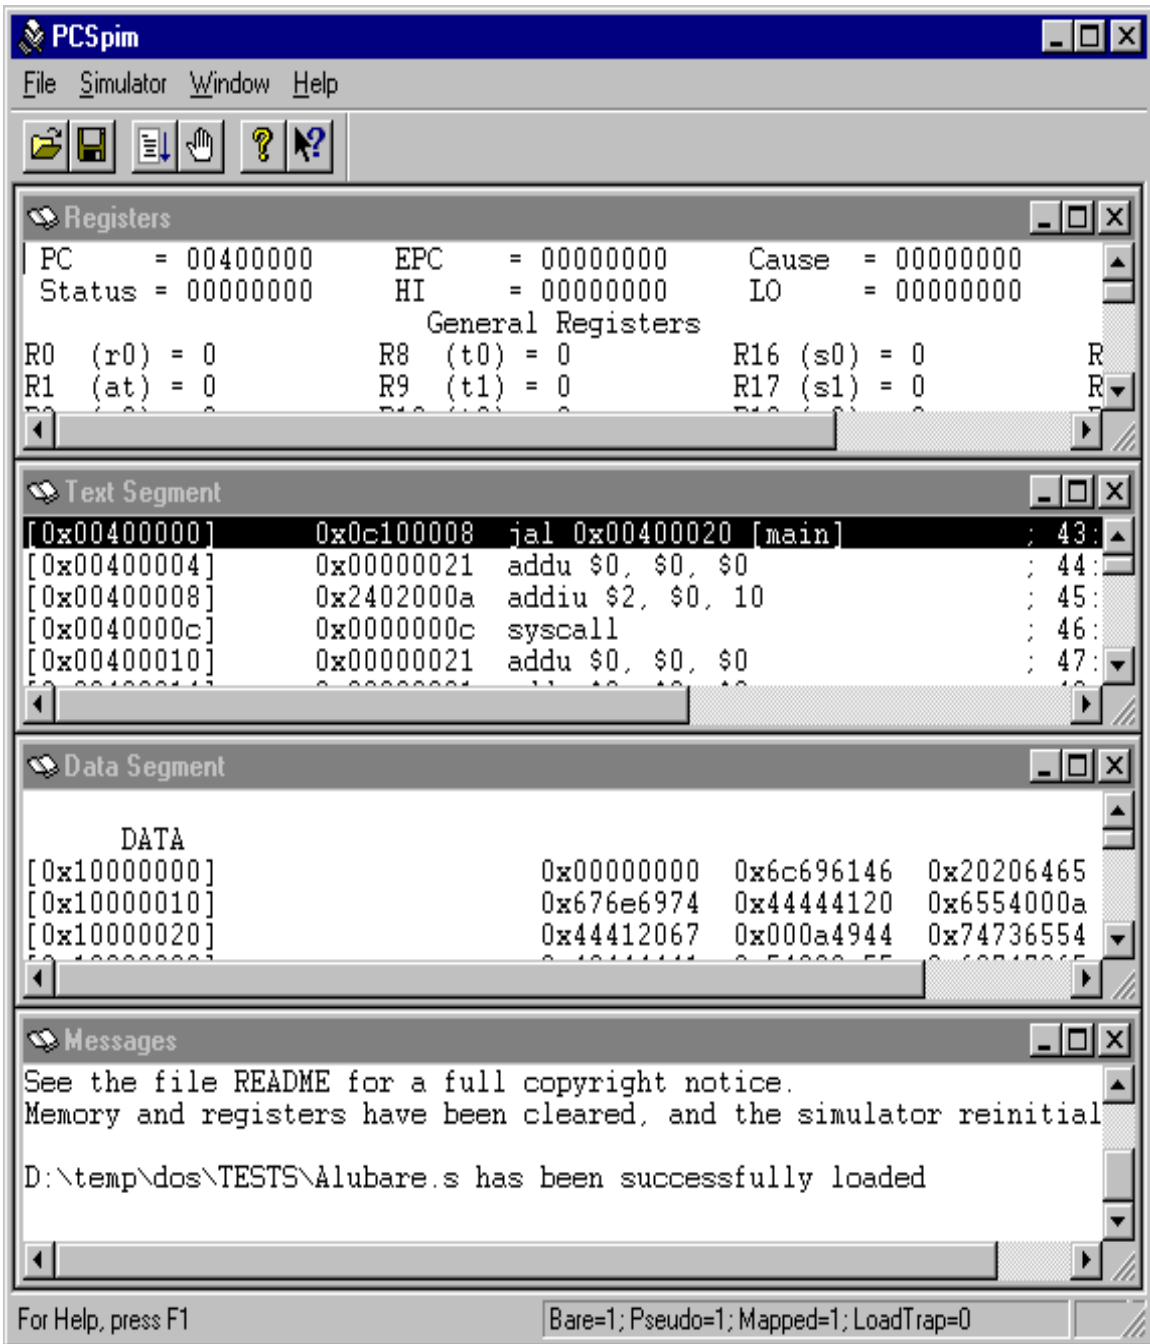 PCSpim
File Simulator Window Help
Registers
PC = 00400000 EPC = 00000000 Cause = 00000000
Status = 00000000 HI = 00000000 LO = 00000000
General Registers
R0 (r0) = 0 R8 (t0) = 0 R16 (s0) = 0 R
R1 (at) = 0 R9 (t1) = 0 R17 (s1) = 0 R
Text Segment
[0x00400000] 0x0c100008 jal 0x00400020 [main] ; 43:
[0x00400004] 0x00000021 addu $0, $0, $0 ; 44:
[0x00400008] 0x2402000a addiu $2, $0, 10 ; 45:
[0x0040000c] 0x0000000c syscall ; 46:
[0x00400010] 0x00000021 addu $0, $0, $0 ; 47:
Data Segment
DATA
[0x10000000] 0x00000000 0x6c696146 0x20206465
[0x10000010] 0x676e6974 0x44444120 0x6554000a
[0x10000020] 0x44412067 0x000a4944 0x74736554
Messages
See the file README for a full copyright notice.
Memory and registers have been cleared, and the simulator reinitial
D:\temp\dos\TESTS\Alubare.s has been successfully loaded
For Help, press F1 Bare=1; Pseudo=1; Mapped=1; LoadTrap=0